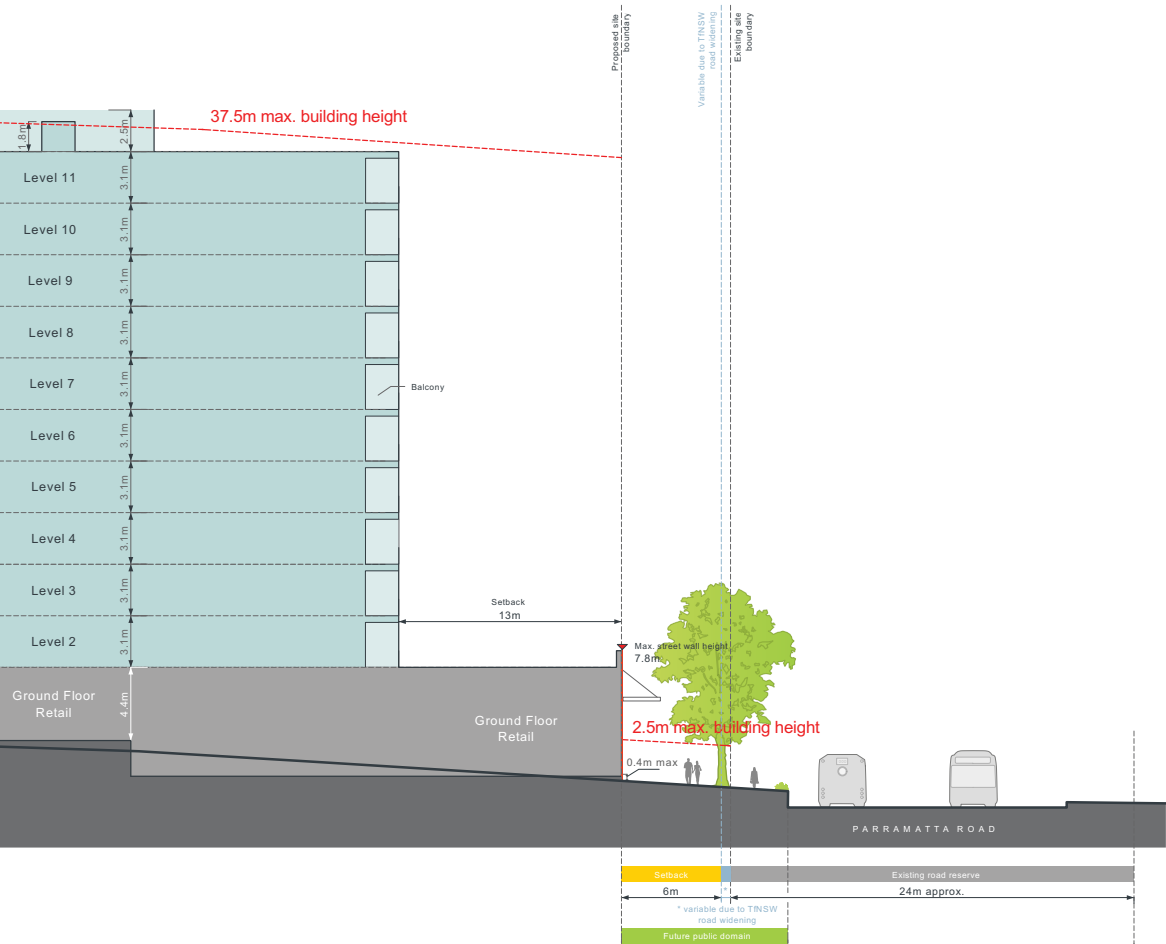 Proposed site
boundary
Variable due to TfNSW
road widening
Existing site
boundary
37.5m max. building height
1.8m
2.5m
Level 11
3.1m
Level 10
3.1m
Level 9
3.1m
Level 8
3.1m
Level 7
3.1m
Balcony
Level 6
3.1m
Level 5
3.1m
Level 4
3.1m
Level 3
3.1m
Level 2
3.1m
Setback
13m
Max. street wall height
7.8m
Ground Floor
Retail
4.4m
Ground Floor
Retail
2.5m max. building height
0.4m max
PARRAMATTA ROAD
Setback
Existing road reserve
6m
*
24m approx.
* variable due to TfNSW
road widening
Future public domain